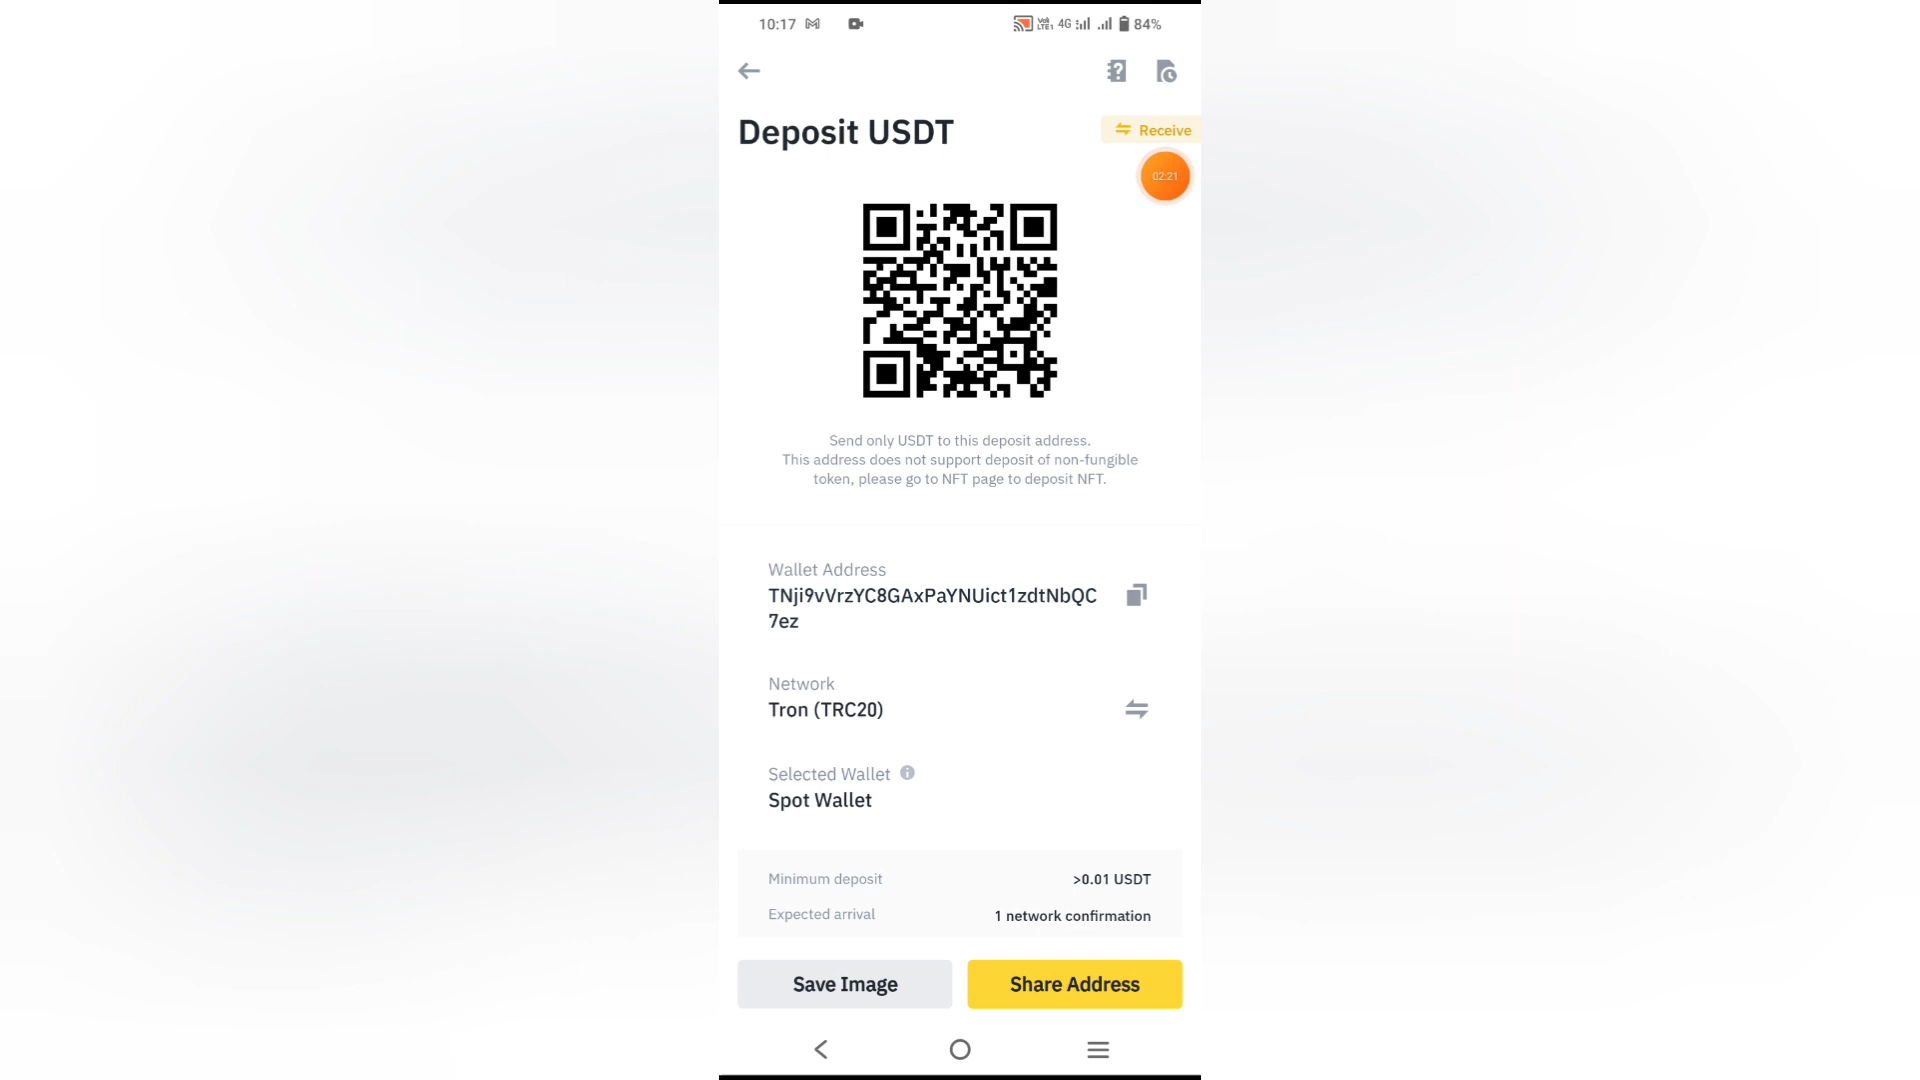 10:17
4G 84%
Deposit USDT
Receive
02:21
Send only USDT to this deposit address.
This address does not support deposit of non-fungible
token, please go to NFT page to deposit NFT.
Wallet Address
TNji9vVrzYC8GAxPaYNUict1zdtNbQC
7ez
Network
Tron (TRC20)
Selected Wallet
Spot Wallet
Minimum deposit >0.01 USDT
Expected arrival 1 network confirmation
Save Image Share Address